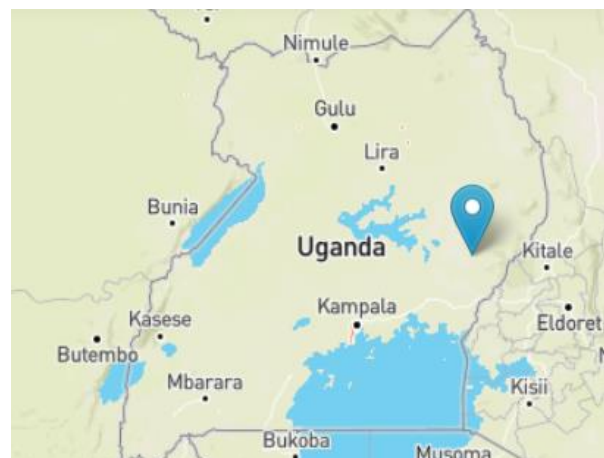 Nimule
Gulu
Lira
Bunia
Uganda
Kitale
Kampala
Kasese
Eldoret
Butembo
Mbarara
Kisii
Bukoba
Musoma